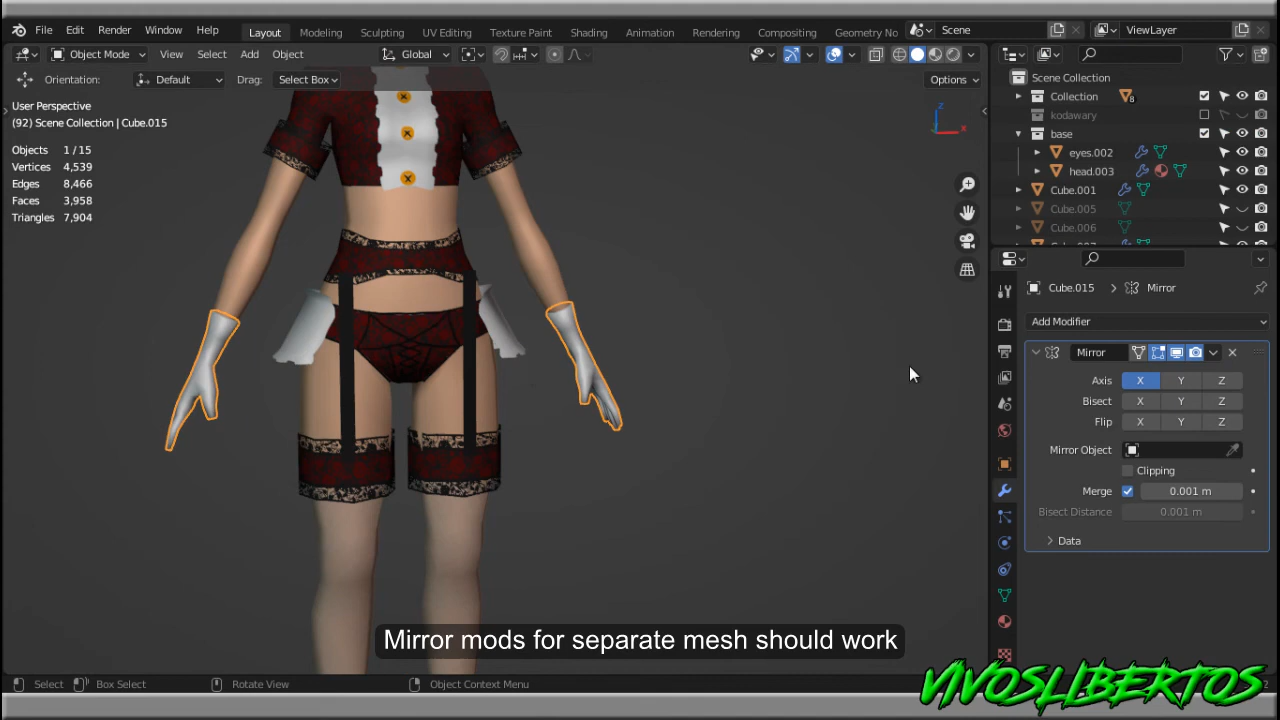 File Edit Render Window Help Layout Modeling Sculpting UV Editing Texture Paint Shading Animation Rendering Compositing Geometry No Scene ViewLayer
Object Mode View Select Add Object Global
Orientation: Default Drag: Select Box Options
User Perspective
(92) Scene Collection | Cube.015
Objects 1 / 15
Vertices 4,539
Edges 8,466
Faces 3,958
Triangles 7,904
Z
X
Scene Collection
Collection 8
kodawary
base
eyes.002
head.003
Cube.001
Cube.005
Cube.006
Cube.015 > Mirror
Add Modifier
Mirror
Axis X Y Z
Bisect X Y Z
Flip X Y Z
Mirror Object
Clipping
Merge 0.001 m
Bisect Distance 0.001 m
Data
Mirror mods for separate mesh should work
Select Box Select Rotate View Object Context Menu
VIVOSLIBERTOS